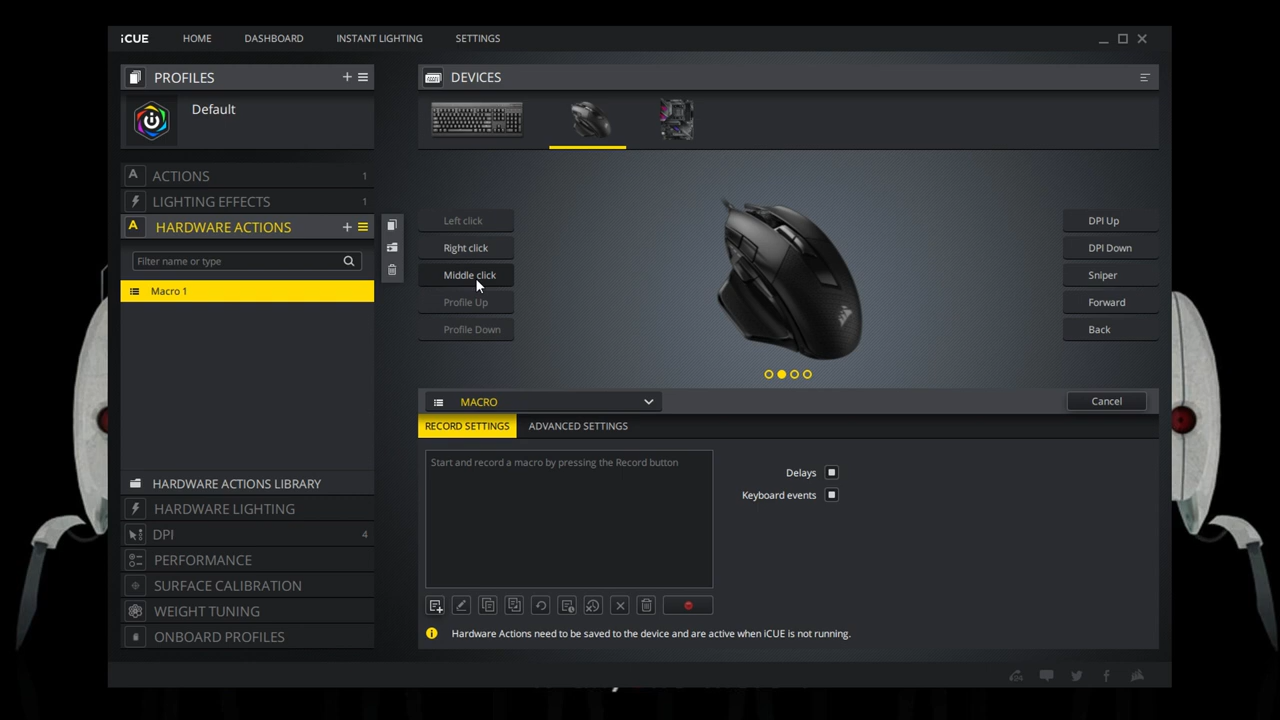 iCUE HOME DASHBOARD INSTANT LIGHTING SETTINGS
PROFILES
Default
ACTIONS 1
LIGHTING EFFECTS 1
HARDWARE ACTIONS
Filter name or type
Macro 1
HARDWARE ACTIONS LIBRARY
HARDWARE LIGHTING
DPI 4
PERFORMANCE
SURFACE CALIBRATION
WEIGHT TUNING
ONBOARD PROFILES
DEVICES
Left click
Right click
Middle click
Profile Up
Profile Down
DPI Up
DPI Down
Sniper
Forward
Back
MACRO
Cancel
RECORD SETTINGS ADVANCED SETTINGS
Start and record a macro by pressing the Record button
Delays
Keyboard events
Hardware Actions need to be saved to the device and are active when iCUE is not running.